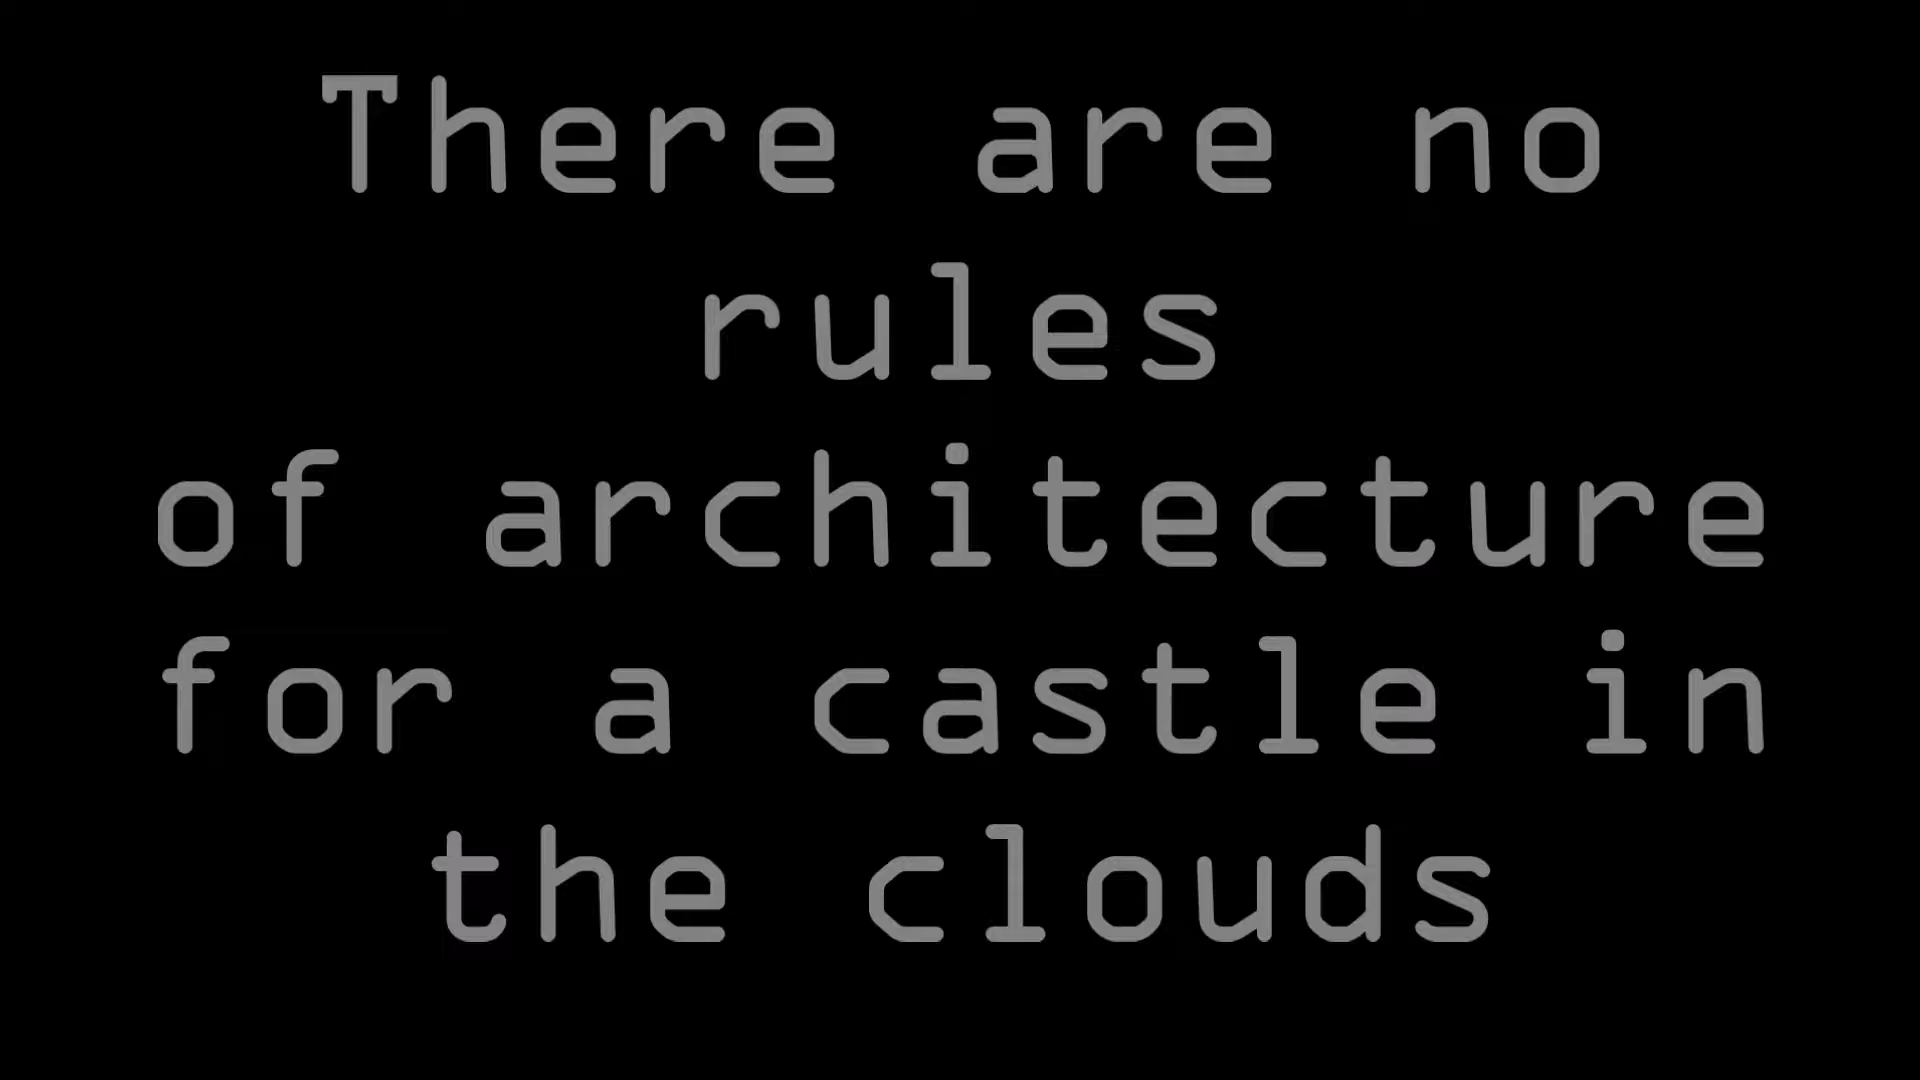 There are no
rules
of architecture
for a castle in
the clouds